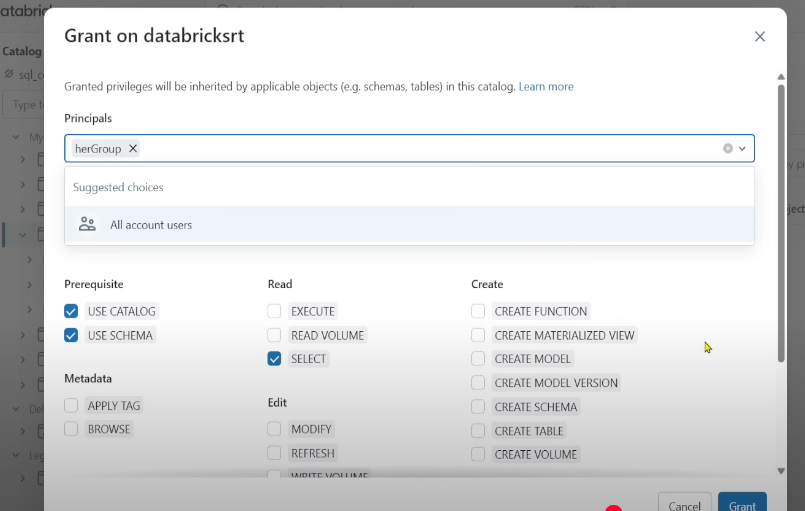 Grant on databricksrt
Catalog
Granted privileges will be inherited by applicable objects (e.g. schemas, tables) in this catalog. Learn more
Type
My
Principals
herGroup
Suggested choices
All account users
Prerequisite
USE CATALOG
USE SCHEMA
Metadata
APPLY TAG
BROWSE
Read
EXECUTE
READ VOLUME
SELECT
Edit
MODIFY
REFRESH
WRITE VOLUME
Create
CREATE FUNCTION
CREATE MATERIALIZED VIEW
CREATE MODEL
CREATE MODEL VERSION
CREATE SCHEMA
CREATE TABLE
CREATE VOLUME
Cancel
Grant